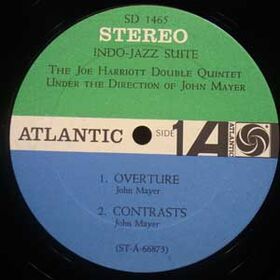 SD 1465
STEREO
INDO-JAZZ SUITE
THE JOE HARRIOTT DOUBLE QUINTET
UNDER THE DIRECTION OF JOHN MAYER
ATLANTIC SIDE 1 A ATLANTIC
1. OVERTURE
John Mayer
2. CONTRASTS
John Mayer
(ST-A-66873)